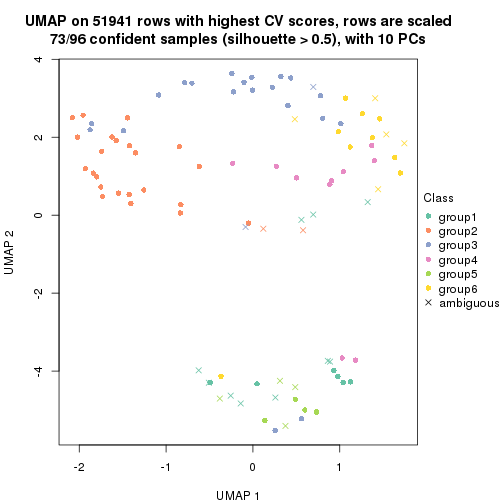 UMAP on 51941 rows with highest CV scores, rows are scaled
73/96 confident samples (silhouette > 0.5), with 10 PCs
4
2
0
-2
-4
UMAP 2
-2
-1
0
1
UMAP 1
Class
group1
group2
group3
group4
group5
group6
ambiguous